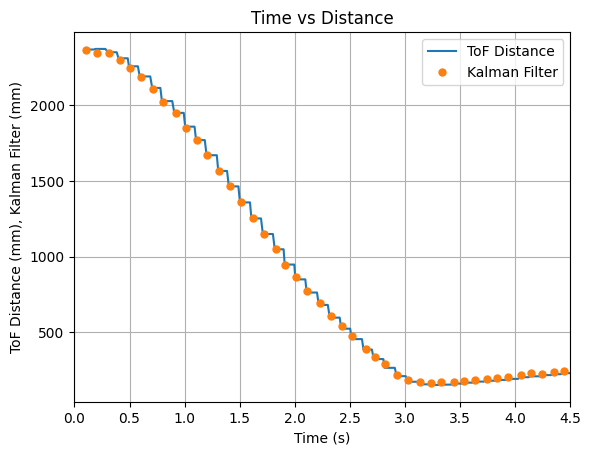 Time vs Distance
ToF Distance
Kalman Filter
ToF Distance (mm), Kalman Filter (mm)
2000
1500
1000
500
0.0 0.5 1.0 1.5 2.0 2.5 3.0 3.5 4.0 4.5
Time (s)